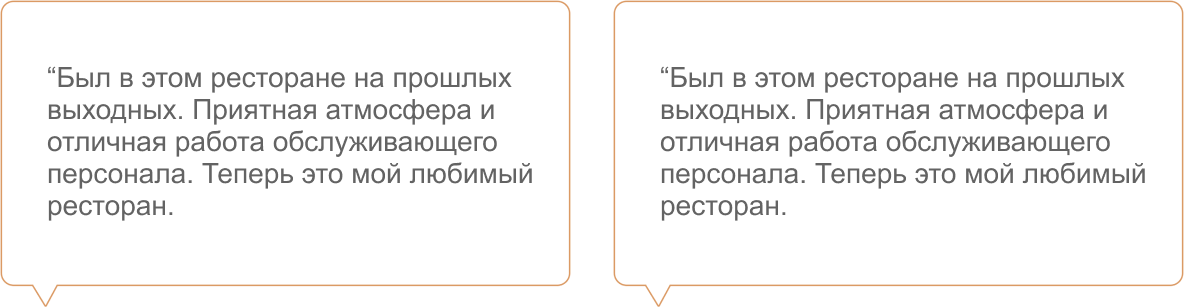 “Был в этом ресторане на прошлых
выходных. Приятная атмосфера и
отличная работа обслуживающего
персонала. Теперь это мой любимый
ресторан.
“Был в этом ресторане на прошлых
выходных. Приятная атмосфера и
отличная работа обслуживающего
персонала. Теперь это мой любимый
ресторан.